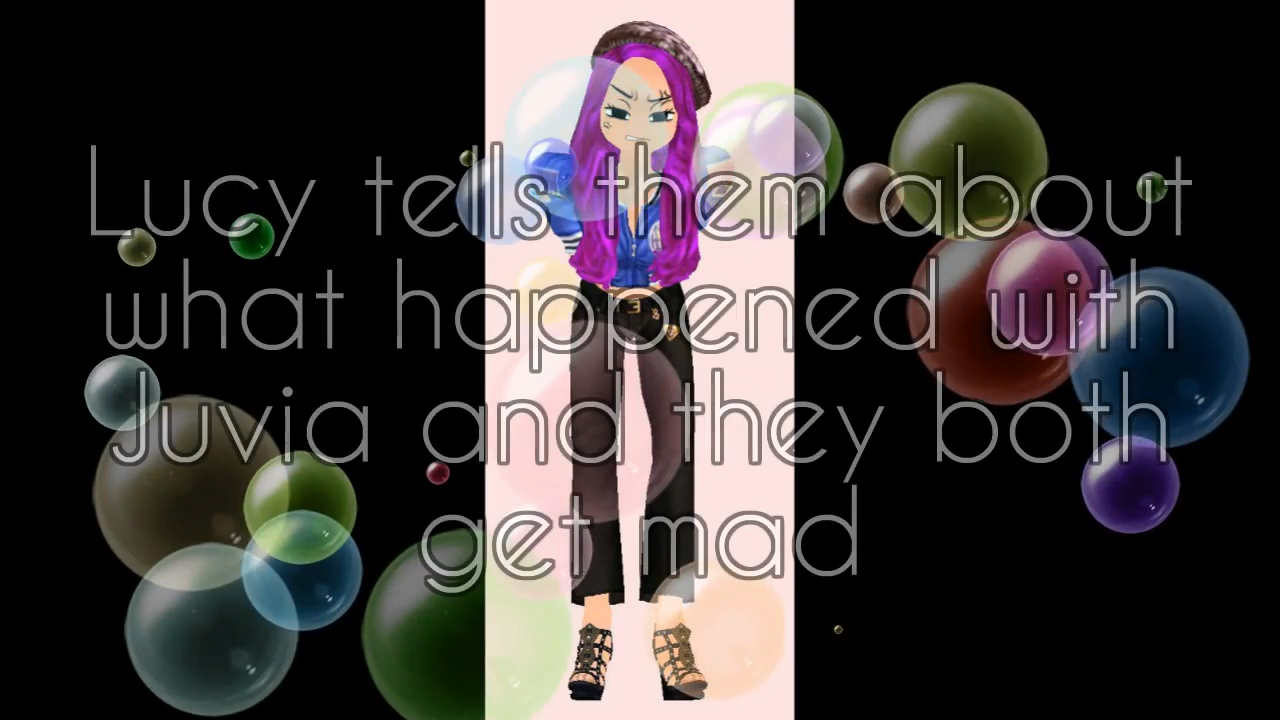 Lucy tells them about
what happened with
Juvia and they both
get mad